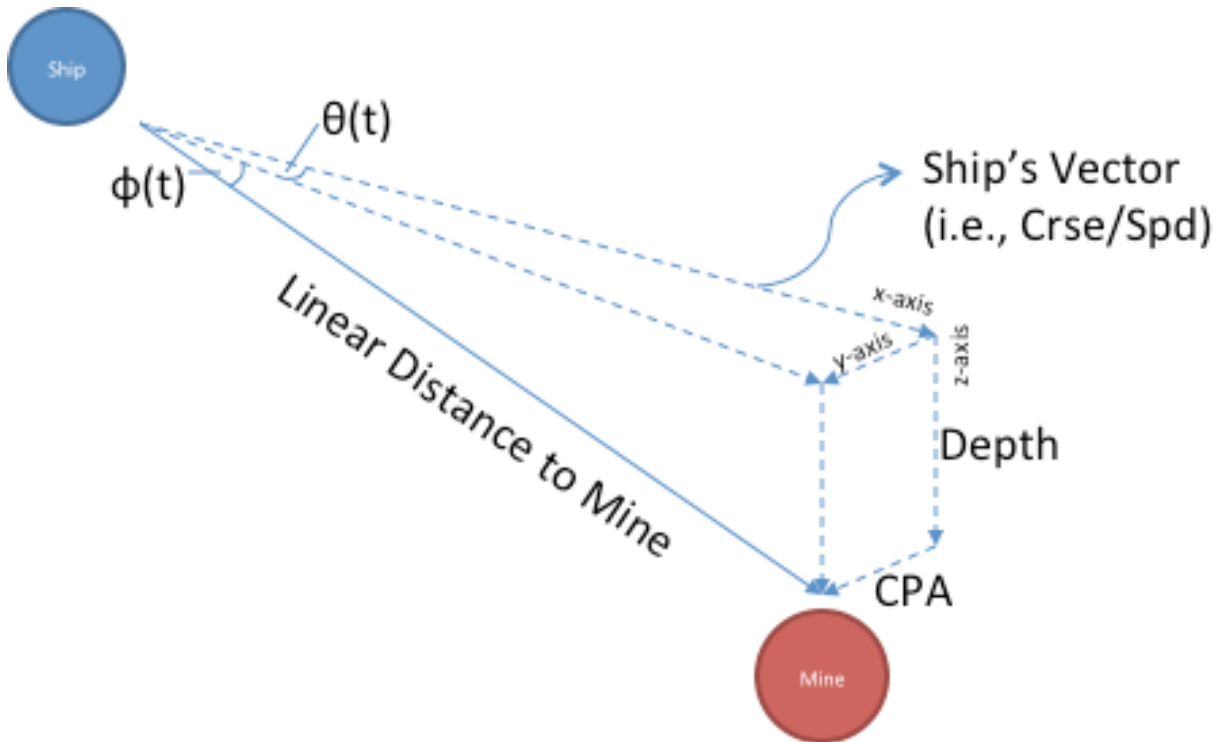 Ship
θ(t)
ϕ(t)
Ship's Vector
(i.e., Crse/Spd)
x-axis
y-axis
z-axis
Linear Distance to Mine
Depth
CPA
Mine